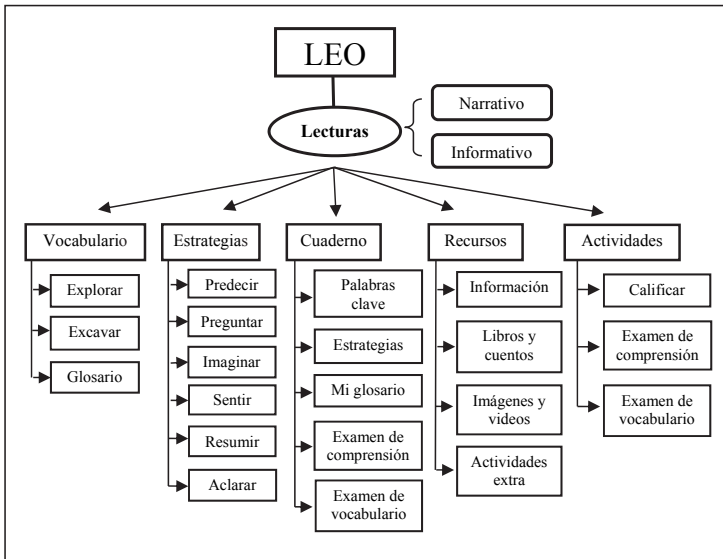 LEO
Lecturas
Narrativo
Informativo
Vocabulario
Explorar
Excavar
Glosario
Estrategias
Predecir
Preguntar
Imaginar
Sentir
Resumir
Aclarar
Cuaderno
Palabras
clave
Estrategias
Mi glosario
Examen de
comprensión
Examen de
vocabulario
Recursos
Información
Libros y
cuentos
Imágenes y
videos
Actividades
extra
Actividades
Calificar
Examen de
comprensión
Examen de
vocabulario